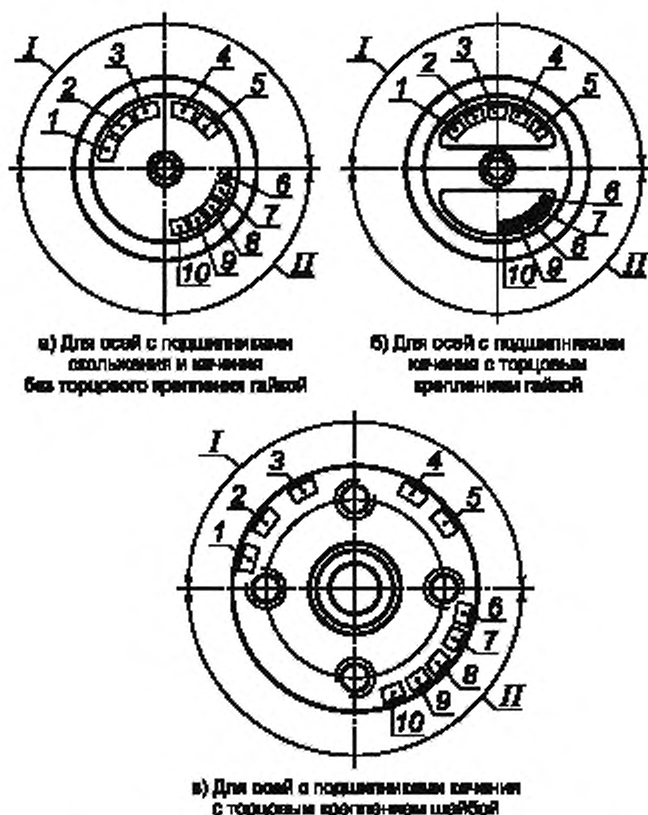 I
1
2
3
4
5
6
7
8
9
10
II
I
1
2
3
4
5
6
7
8
9
10
II
а) Для осей с подшипниками
скольжения и качения
без торцового крепления гайкой
б) Для осей с подшипниками
качения с торцовым
креплением гайкой
I
1
2
3
4
5
6
7
8
9
10
II
в) Для осей с подшипниками качения
с торцовым креплением шайбой